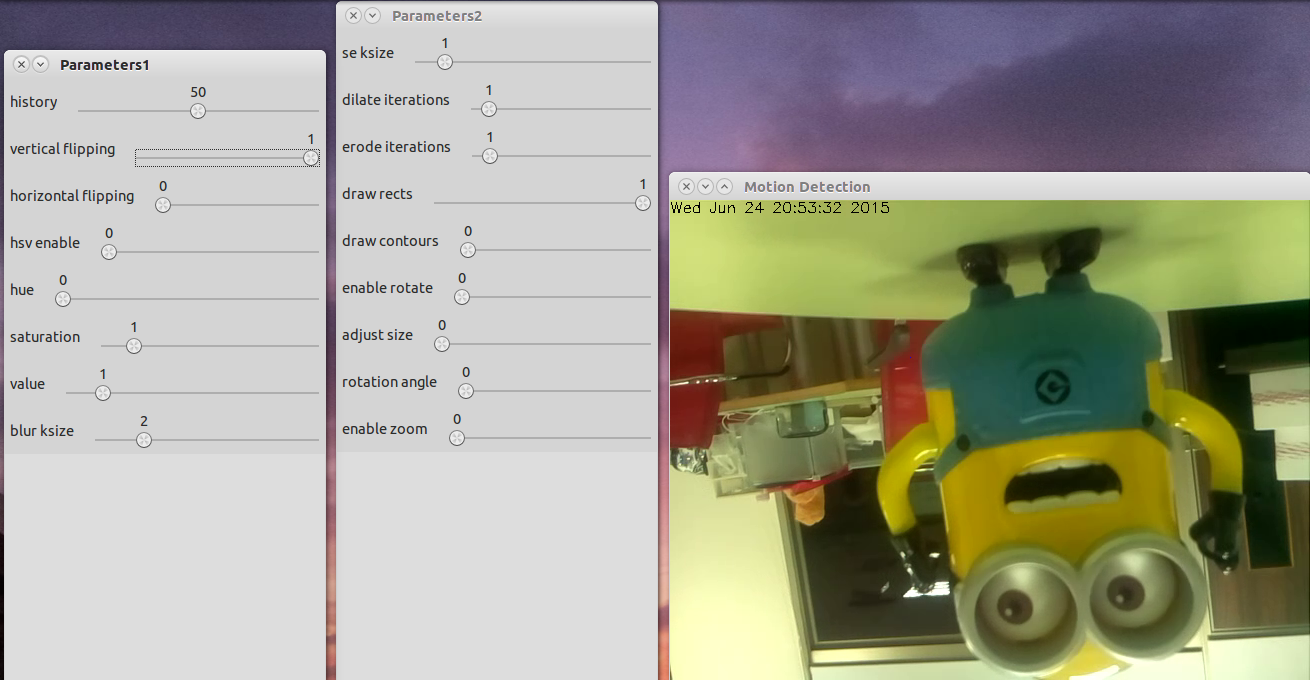 Parameters1
history 50
vertical flipping 1
horizontal flipping 0
hsv enable 0
hue 0
saturation 1
value 1
blur ksize 2
Parameters2
se ksize 1
dilate iterations 1
erode iterations 1
draw rects 1
draw contours 0
enable rotate 0
adjust size 0
rotation angle 0
enable zoom 0
Motion Detection
Wed Jun 24 20:53:32 2015